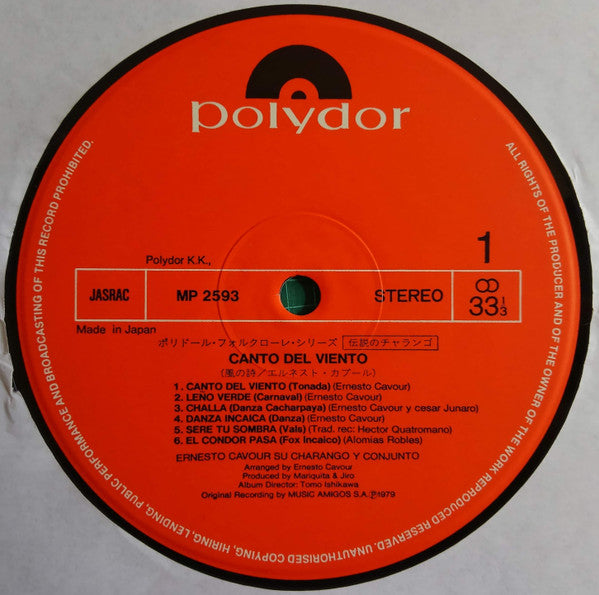 polydor
ALL RIGHTS OF THE PRODUCER AND OF THE OWNER OF THE WORK REPRODUCED RESERVED. UNAUTHORISED COPYING, HIRING, LENDING, PUBLIC PERFORMANCE AND BROADCASTING OF THIS RECORD PROHIBITED.
1
Polydor K.K.,
JASRAC MP 2593 STEREO 33 1/3
Made in Japan
ポリドール・フォルクローレ・シリーズ 伝説のチャランゴ
CANTO DEL VIENTO
(風の詩/エルネスト・カブール)
1. CANTO DEL VIENTO (Tonada) (Ernesto Cavour)
2. LEÑO VERDE (Carnaval) (Ernesto Cavour)
3. CHALLA (Danza Cacharpaya) (Ernesto Cavour y cesar Junaro)
4. DANZA INCAICA (Danza) (Ernesto Cavour)
5. SERE TU SOMBRA (Vals) (Trad. rec: Hector Quatromano)
6. EL CONDOR PASA (Fox Incaico) (Alomias Robles)
ERNESTO CAVOUR SU CHARANGO Y CONJUNTO
Arranged by Ernesto Cavour
Produced by Mariquita & Jiro
Album Director: Tomo Ishikawa
Original Recording by MUSIC AMIGOS S.A. ℗1979